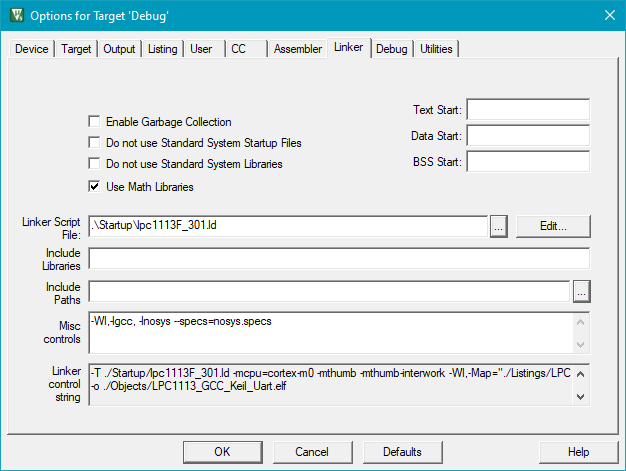 Options for Target 'Debug'
Device Target Output Listing User CC Assembler Linker Debug Utilities
Enable Garbage Collection
Do not use Standard System Startup Files
Do not use Standard System Libraries
Use Math Libraries
Text Start:
Data Start:
BSS Start:
Linker Script
File:
.\Startup\lpc1113F_301.ld
...
Edit...
Include
Libraries
Include
Paths
...
Misc
controls
-Wl,-lgcc, -lnosys --specs=nosys.specs
Linker
control
string
-T ./Startup/lpc1113F_301.ld -mcpu=cortex-m0 -mthumb -mthumb-interwork -Wl,-Map="./Listings/LPC
-o ./Objects/LPC1113_GCC_Keil_Uart.elf
OK Cancel Defaults Help